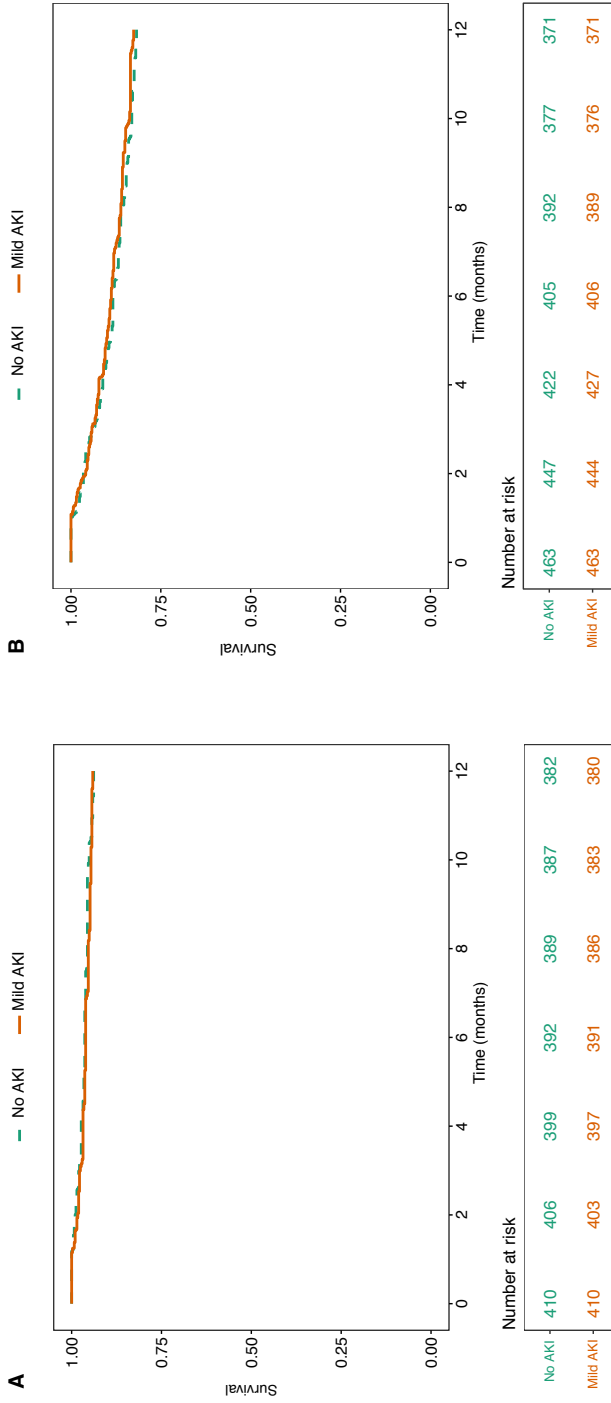 A
No AKI Mild AKI
1.00
0.75
0.50
0.25
0.00
Survival
0 2 4 6 8 10 12
Time (months)
Number at risk
No AKI 410 406 399 392 389 387 382
Mild AKI 410 403 397 391 386 383 380
B
No AKI Mild AKI
1.00
0.75
0.50
0.25
0.00
Survival
0 2 4 6 8 10 12
Time (months)
Number at risk
No AKI 463 447 422 405 392 377 371
Mild AKI 463 444 427 406 389 376 371